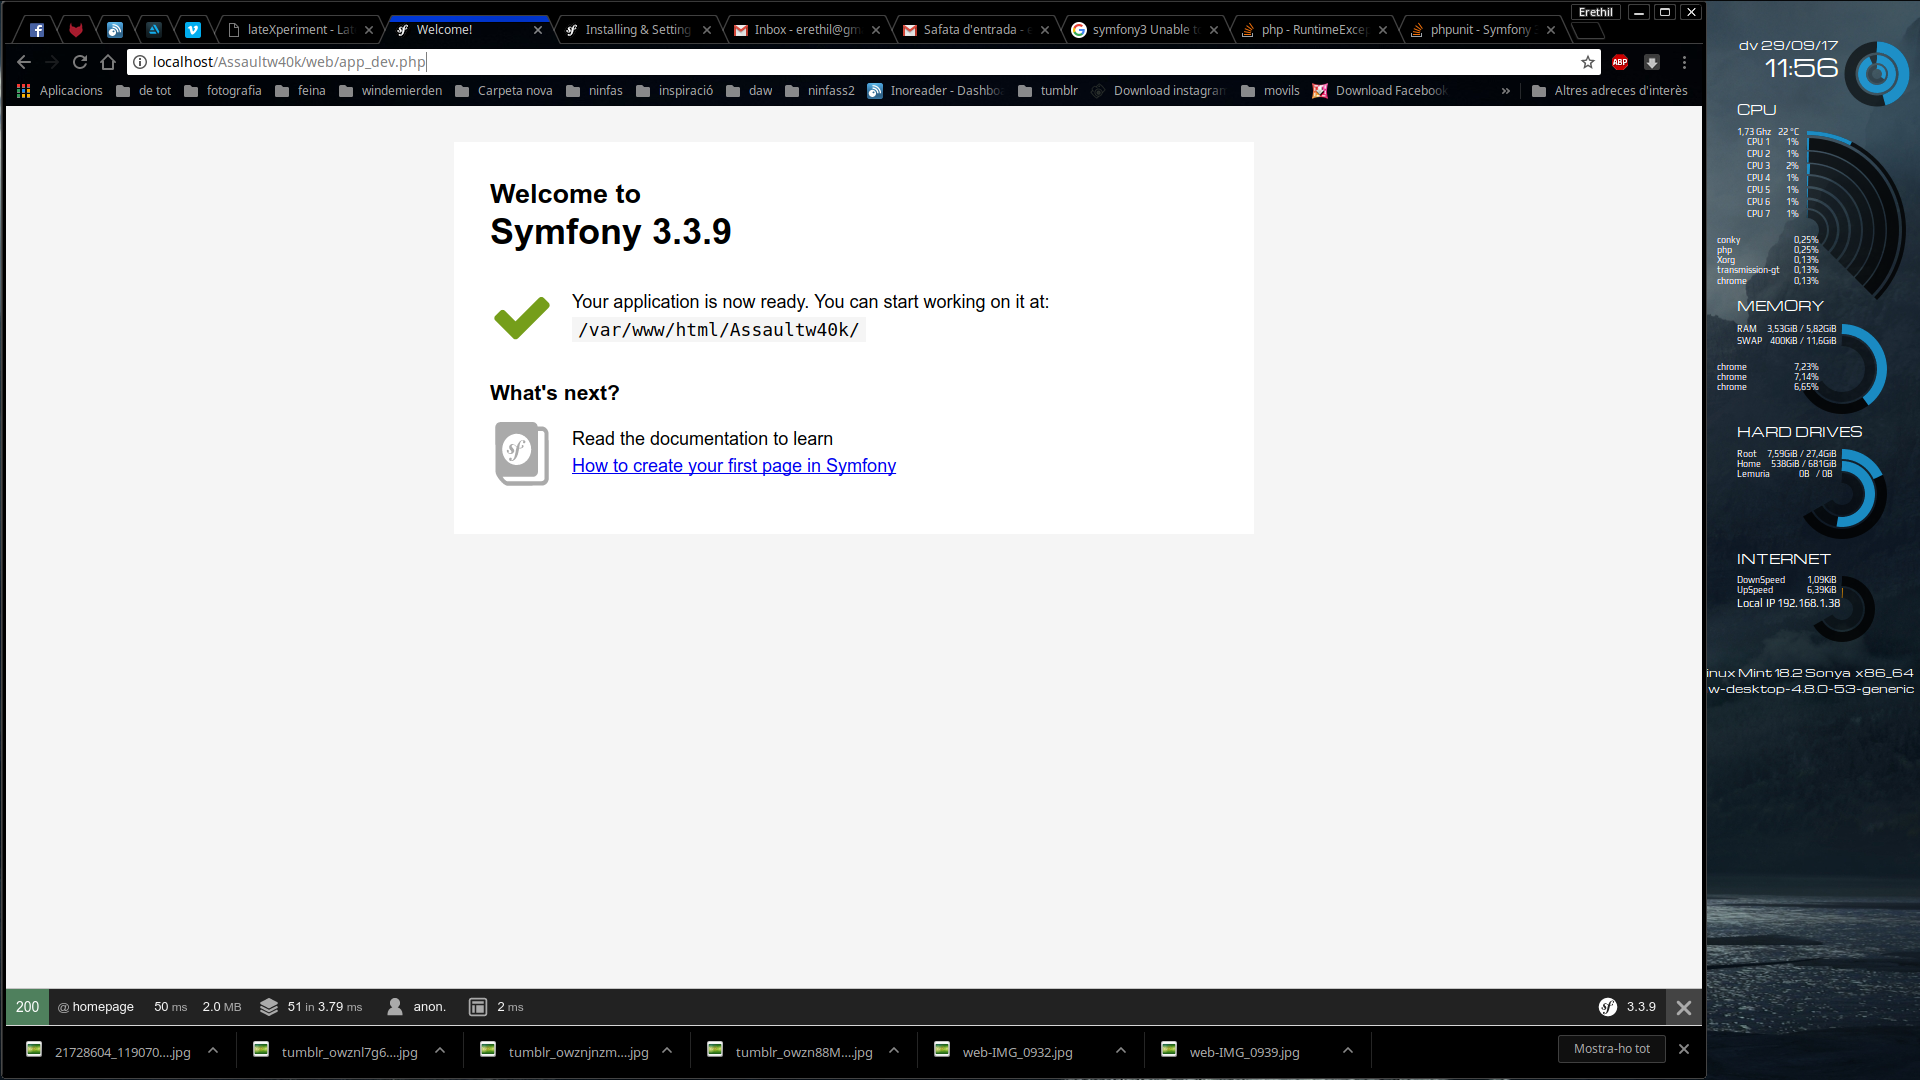 Erethil
lateXperiment - Lat
Welcome!
Installing & Setting
Inbox - erethil@gm
Safata d'entrada - e
symfony3 Unable t
php - RuntimeExcep
phpunit - Symfony
localhost/Assaultw40k/web/app_dev.php
ABP
Aplicacions
de tot
fotografia
feina
windemierden
Carpeta nova
ninfas
inspiració
daw
ninfass2
Inoreader - Dashbo
tumblr
Download instagram
movils
Download Facebook
»
Altres adreces d'interès
Welcome to
Symfony 3.3.9
Your application is now ready. You can start working on it at:
/var/www/html/Assaultw40k/
What's next?
Read the documentation to learn
How to create your first page in Symfony
200 @ homepage 50 ms 2.0 MB 51 in 3.79 ms anon. 2 ms 3.3.9
21728604_119070....jpg
tumblr_owznl7g6....jpg
tumblr_owznjnzm....jpg
tumblr_owzn88M....jpg
web-IMG_0932.jpg
web-IMG_0939.jpg
Mostra-ho tot
dv 29/09/17
11:56
CPU
1,73 Ghz 22 °C
CPU 1 1%
CPU 2 1%
CPU 3 2%
CPU 4 1%
CPU 5 1%
CPU 6 1%
CPU 7 1%
conky 0,25%
php 0,25%
Xorg 0,13%
transmission-gt 0,13%
chrome 0,13%
MEMORY
RAM 3,53GiB / 5,82GiB
SWAP 400KiB / 11,6GiB
chrome 7,23%
chrome 7,14%
chrome 6,65%
HARD DRIVES
Root 7,59GiB / 27,4GiB
Home 538GiB / 681GiB
Lemuria 0B / 0B
INTERNET
DownSpeed 1,09KiB
UpSpeed 6,39KiB
Local IP 192.168.1.38
inux Mint 18.2 Sonya x86_64
w-desktop-4.8.0-53-generic